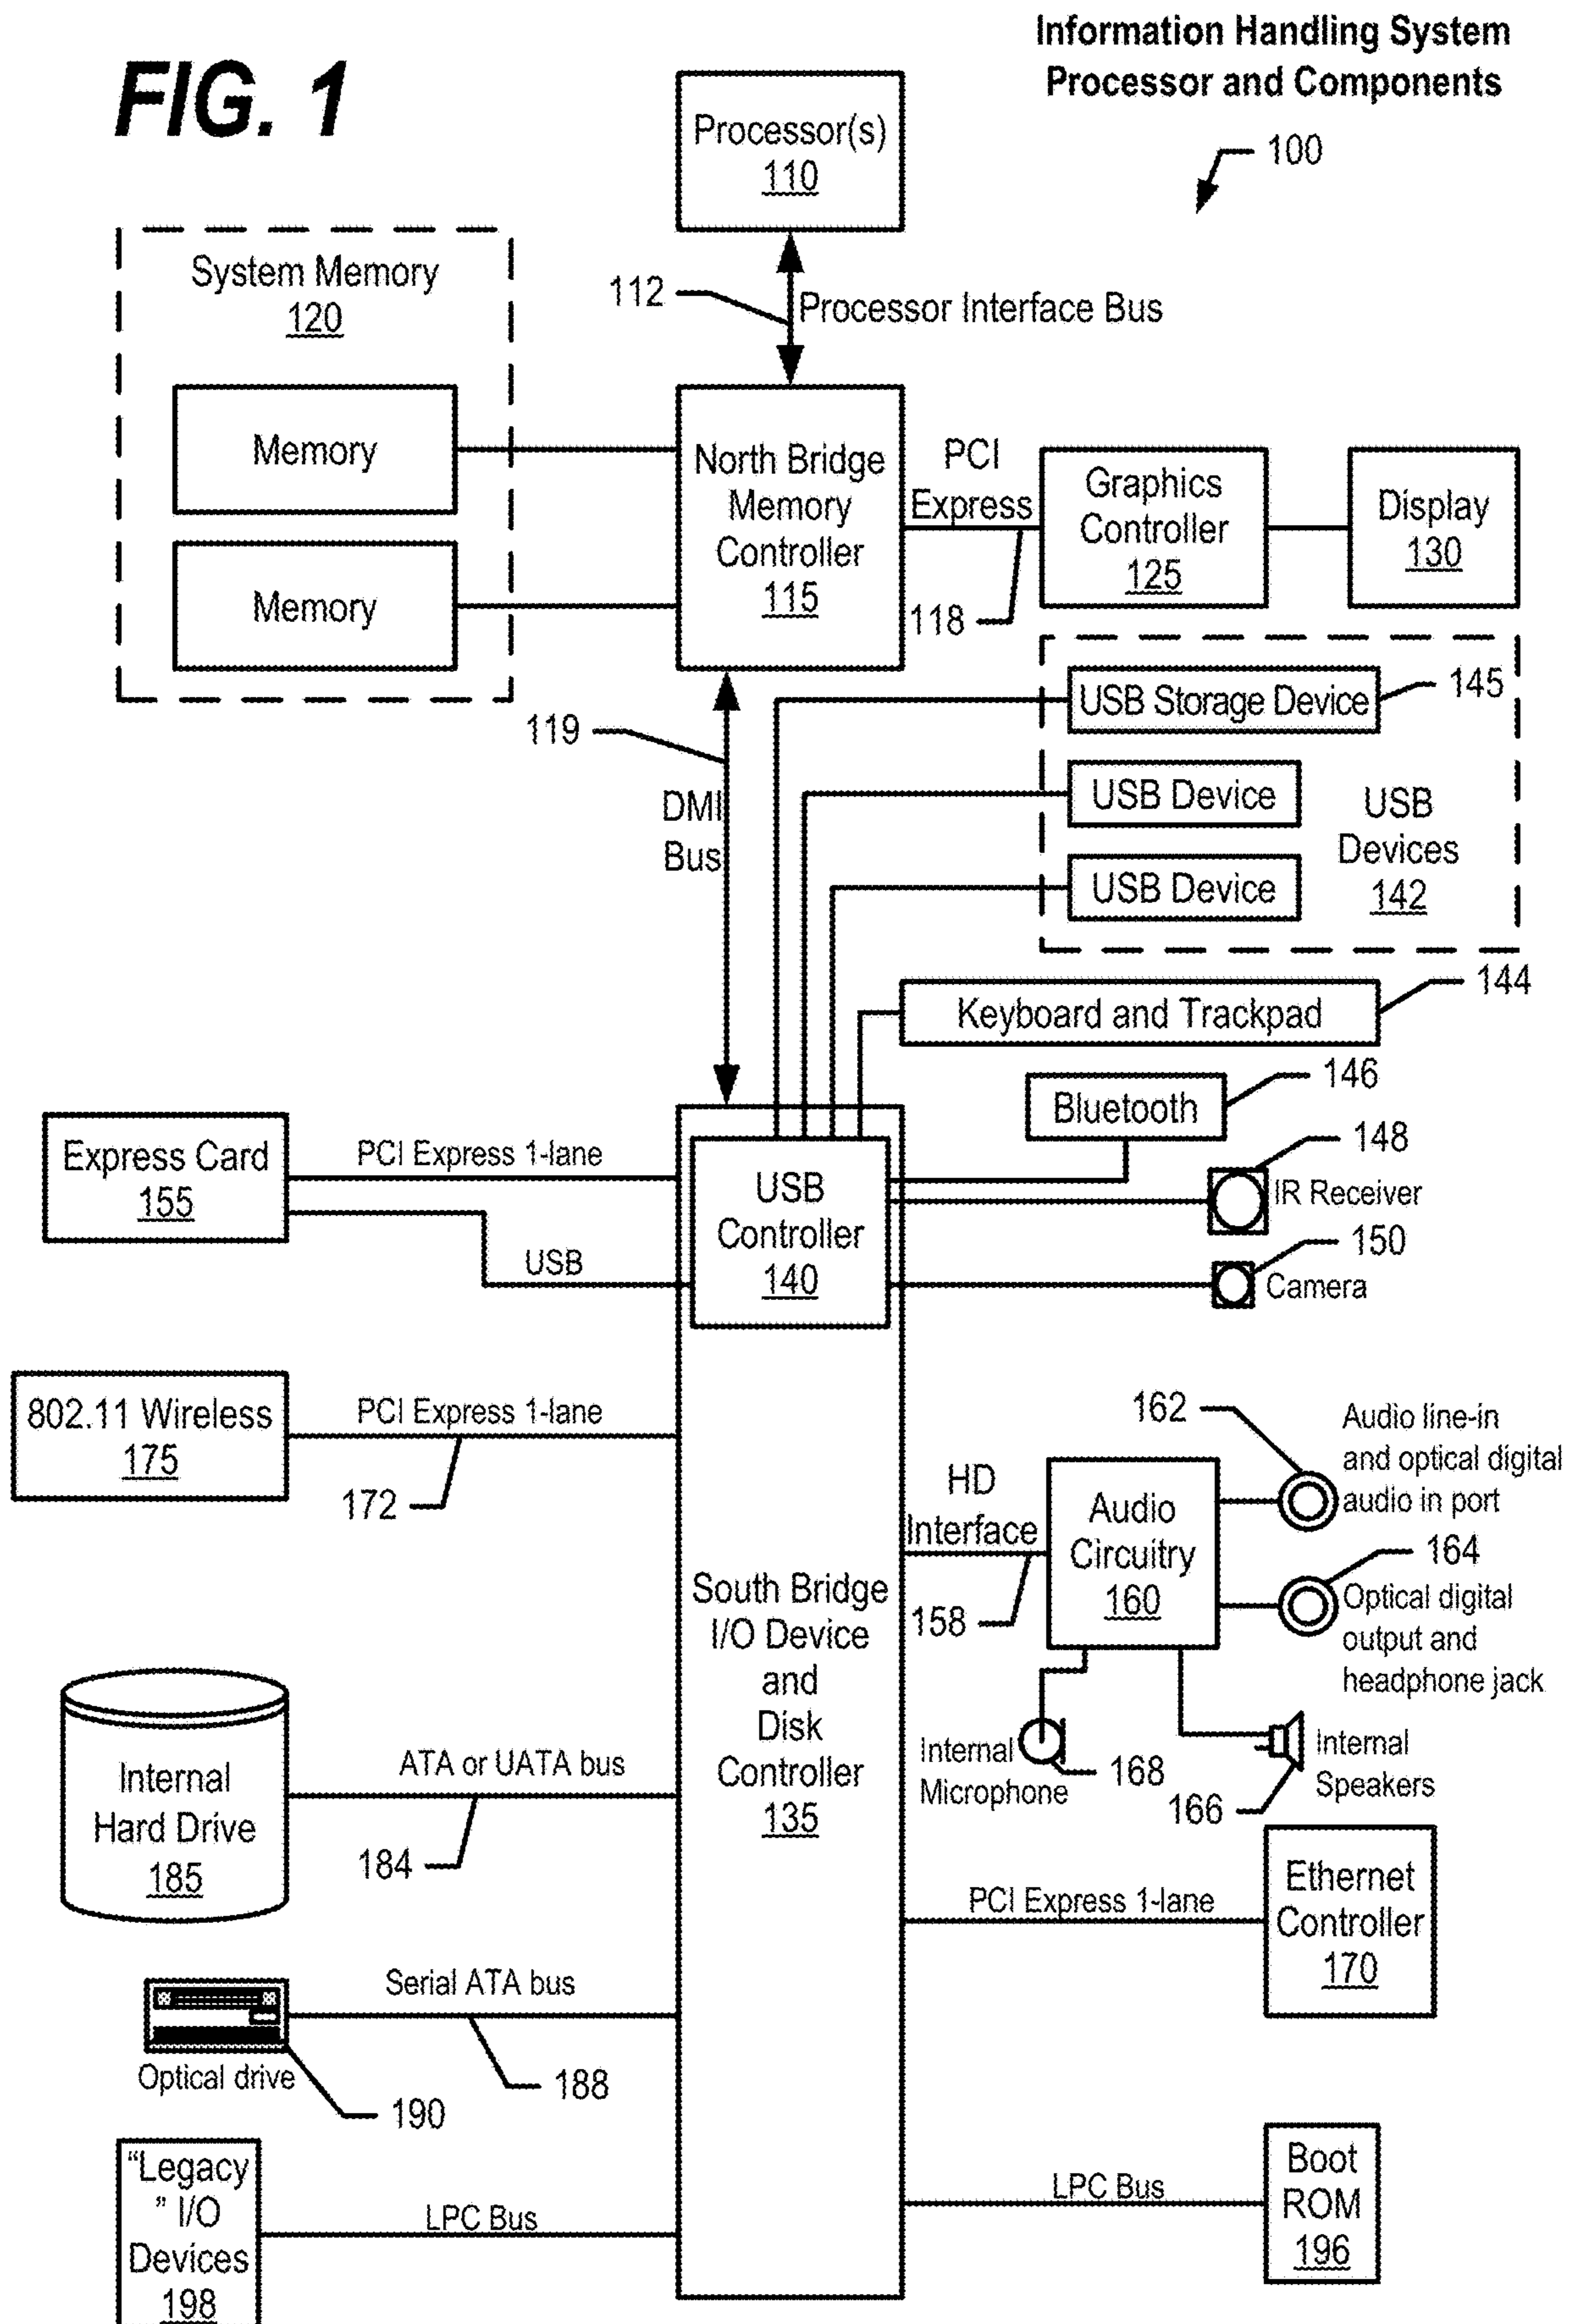 FIG. 1
Information Handling System
Processor and Components
100
Processor(s)
110
112
Processor Interface Bus
System Memory
120
Memory
Memory
North Bridge
Memory
Controller
115
PCI
Express
118
Graphics
Controller
125
Display
130
119
DMI
Bus
USB Storage Device
145
USB Device
USB Device
USB
Devices
142
Keyboard and Trackpad
144
Bluetooth
146
148
IR Receiver
150
Camera
Express Card
155
PCI Express 1-lane
USB
USB
Controller
140
802.11 Wireless
175
PCI Express 1-lane
172
HD
Interface
158
Audio
Circuitry
160
162
Audio line-in
and optical digital
audio in port
164
Optical digital
output and
headphone jack
Internal
Microphone
168
166
Internal
Speakers
South Bridge
I/O Device
and
Disk
Controller
135
Internal
Hard Drive
185
ATA or UATA bus
184
PCI Express 1-lane
Ethernet
Controller
170
Serial ATA bus
188
Optical drive
190
“Legacy
” I/O
Devices
198
LPC Bus
LPC Bus
Boot
ROM
196